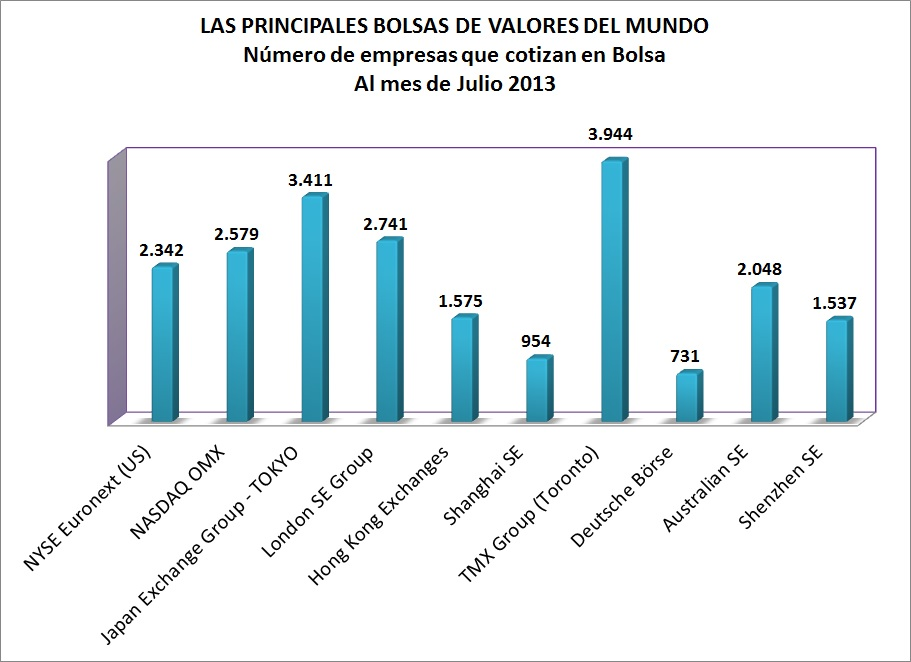 LAS PRINCIPALES BOLSAS DE VALORES DEL MUNDO
Número de empresas que cotizan en Bolsa
Al mes de Julio 2013
2.342
2.579
3.411
2.741
1.575
954
3.944
731
2.048
1.537
NYSE Euronext (US)
NASDAQ OMX
Japan Exchange Group - TOKYO
London SE Group
Hong Kong Exchanges
Shanghai SE
TMX Group (Toronto)
Deutsche Börse
Australian SE
Shenzhen SE